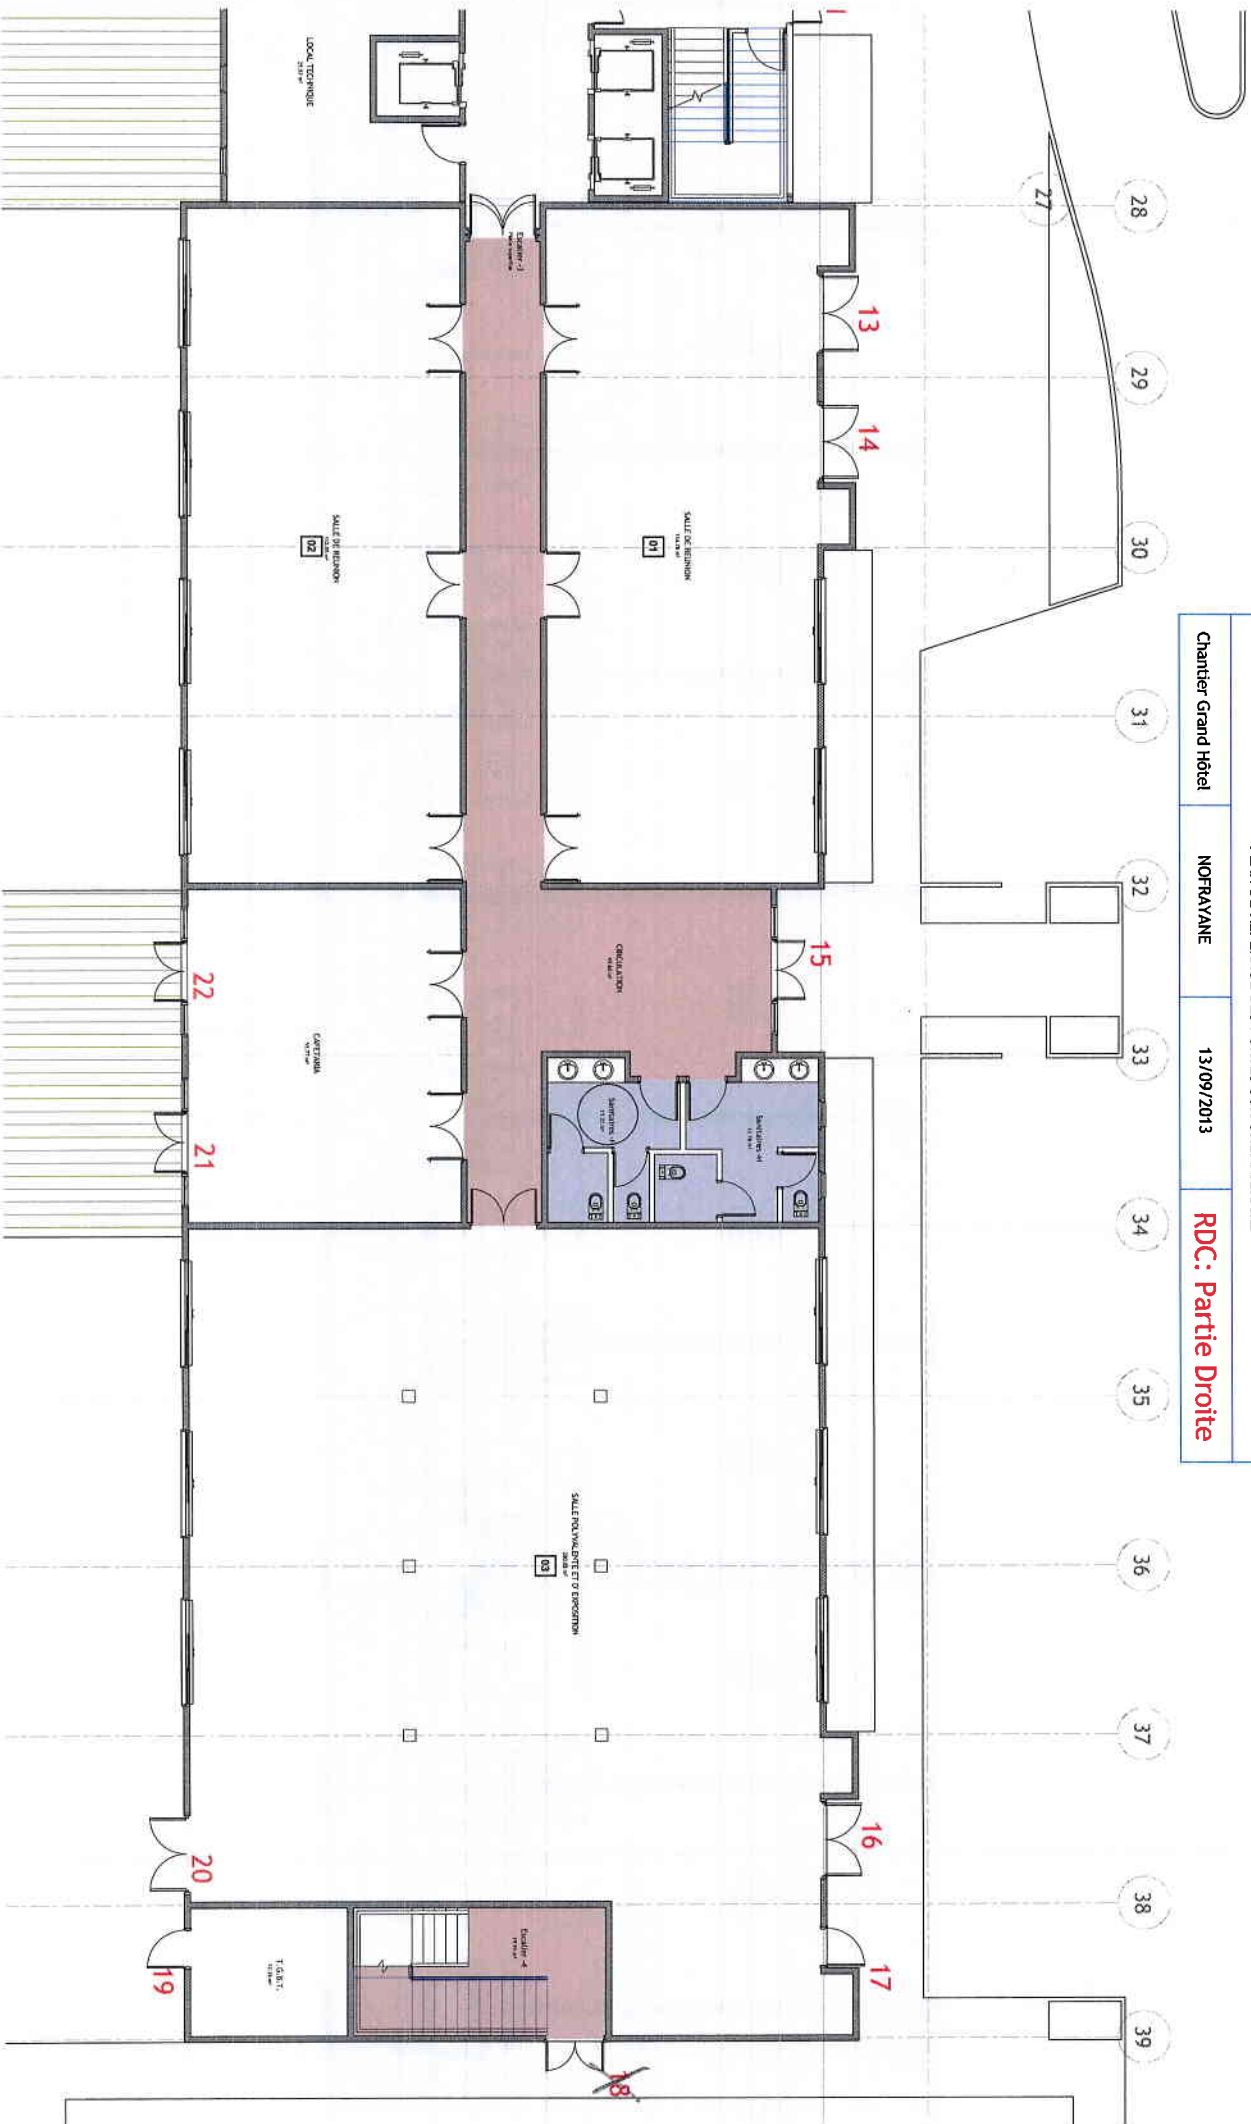 Chantier Grand Hôtel
NOFRAYANE
13/09/2013
RDC: Partie Droite
28
27
29
30
31
32
33
34
35
36
37
38
39
13
14
15
16
17
18
19
20
21
22
LOCAL TECHNIQUE
Escalier -3
SALLE DE REUNION
01
SALLE DE REUNION
02
CIRCULATION
CAFETARIA
Sanitaires -H
SALLE POLYVALENTE ET D'EXPOSITION
03
Escalier -4
T.G.B.T.